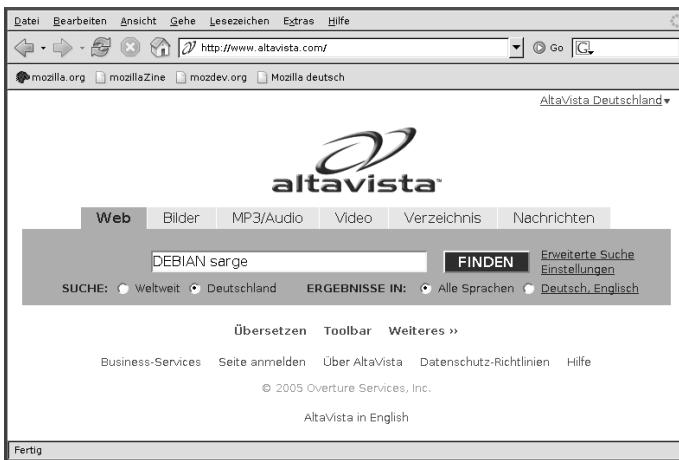 Datei Bearbeiten Ansicht Gehe Lesezeichen Extras Hilfe
http://www.altavista.com/ Go G
mozilla.org mozillaZine mozdev.org Mozilla deutsch
AltaVista Deutschland
altavista™
Web Bilder MP3/Audio Video Verzeichnis Nachrichten
DEBIAN sarge FINDEN Erweiterte Suche
Einstellungen
SUCHE: Weltweit Deutschland ERGEBNISSE IN: Alle Sprachen Deutsch, Englisch
Übersetzen Toolbar Weiteres ››
Business-Services Seite anmelden Über AltaVista Datenschutz-Richtlinien Hilfe
© 2005 Overture Services, Inc.
AltaVista in English
Fertig